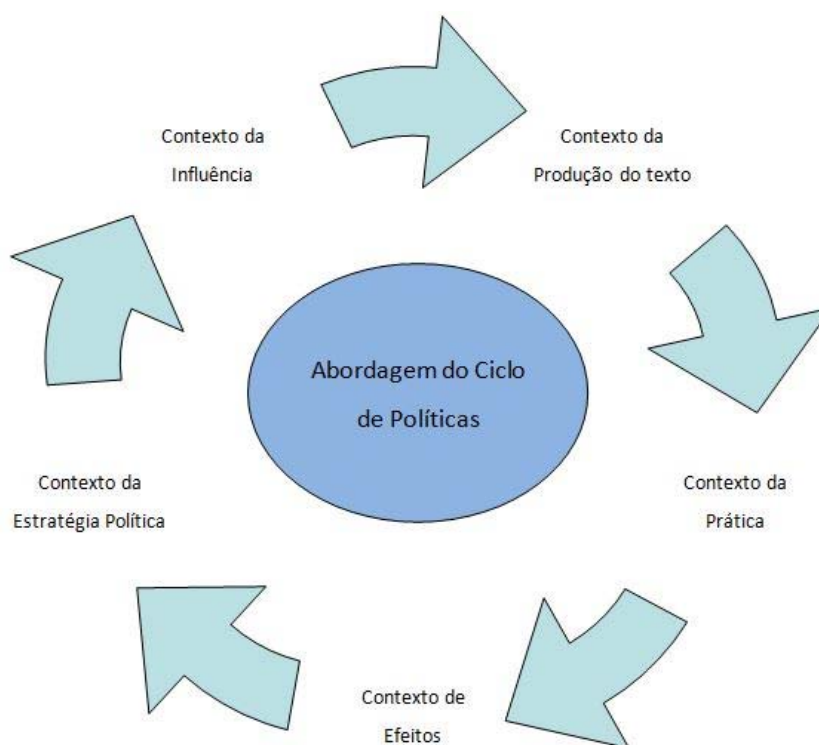 Contexto da
Influência
Contexto da
Produção do texto
Abordagem do Ciclo
de Políticas
Contexto da
Estratégia Política
Contexto da
Prática
Contexto de
Efeitos